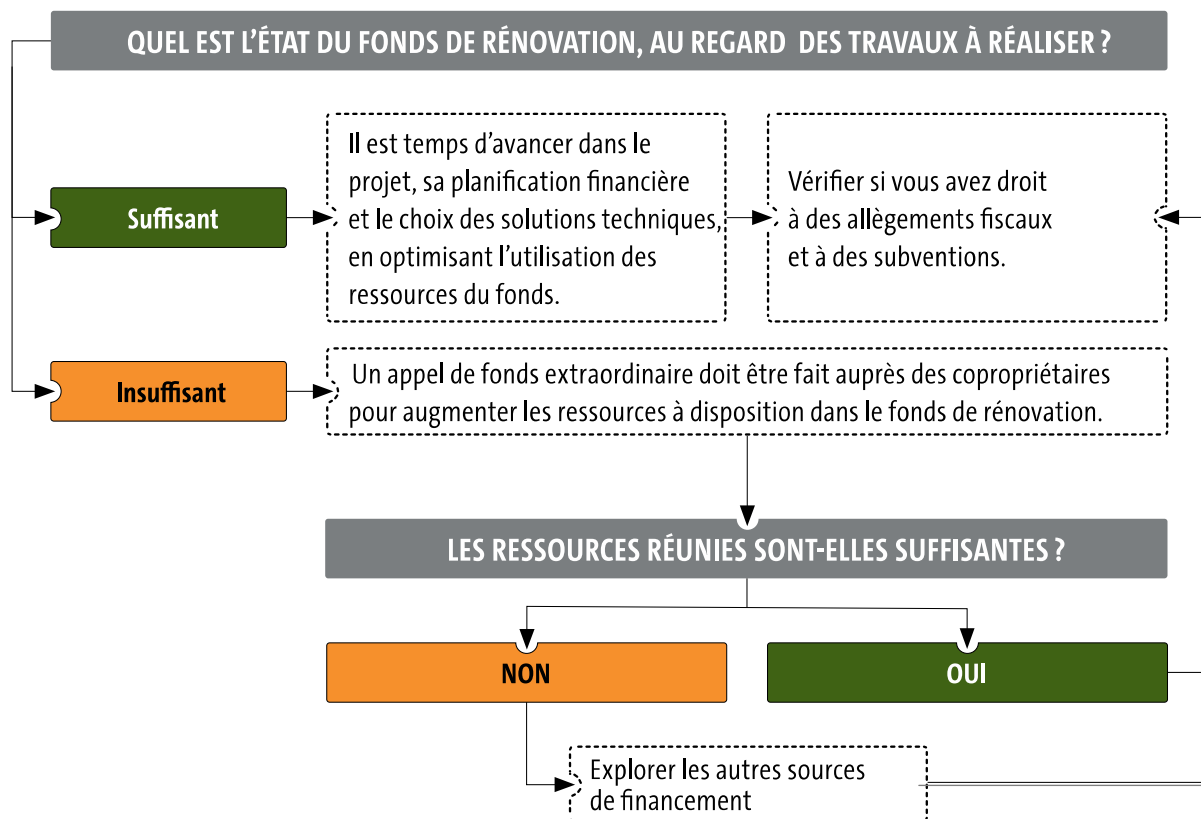 QUEL EST L’ÉTAT DU FONDS DE RÉNOVATION, AU REGARD DES TRAVAUX À RÉALISER ?
Suffisant
Il est temps d’avancer dans le
projet, sa planification financière
et le choix des solutions techniques,
en optimisant l’utilisation des
ressources du fonds.
Vérifier si vous avez droit
à des allègements fiscaux
et à des subventions.
Insuffisant
Un appel de fonds extraordinaire doit être fait auprès des copropriétaires
pour augmenter les ressources à disposition dans le fonds de rénovation.
LES RESSOURCES RÉUNIES SONT-ELLES SUFFISANTES ?
NON
OUI
Explorer les autres sources
de financement